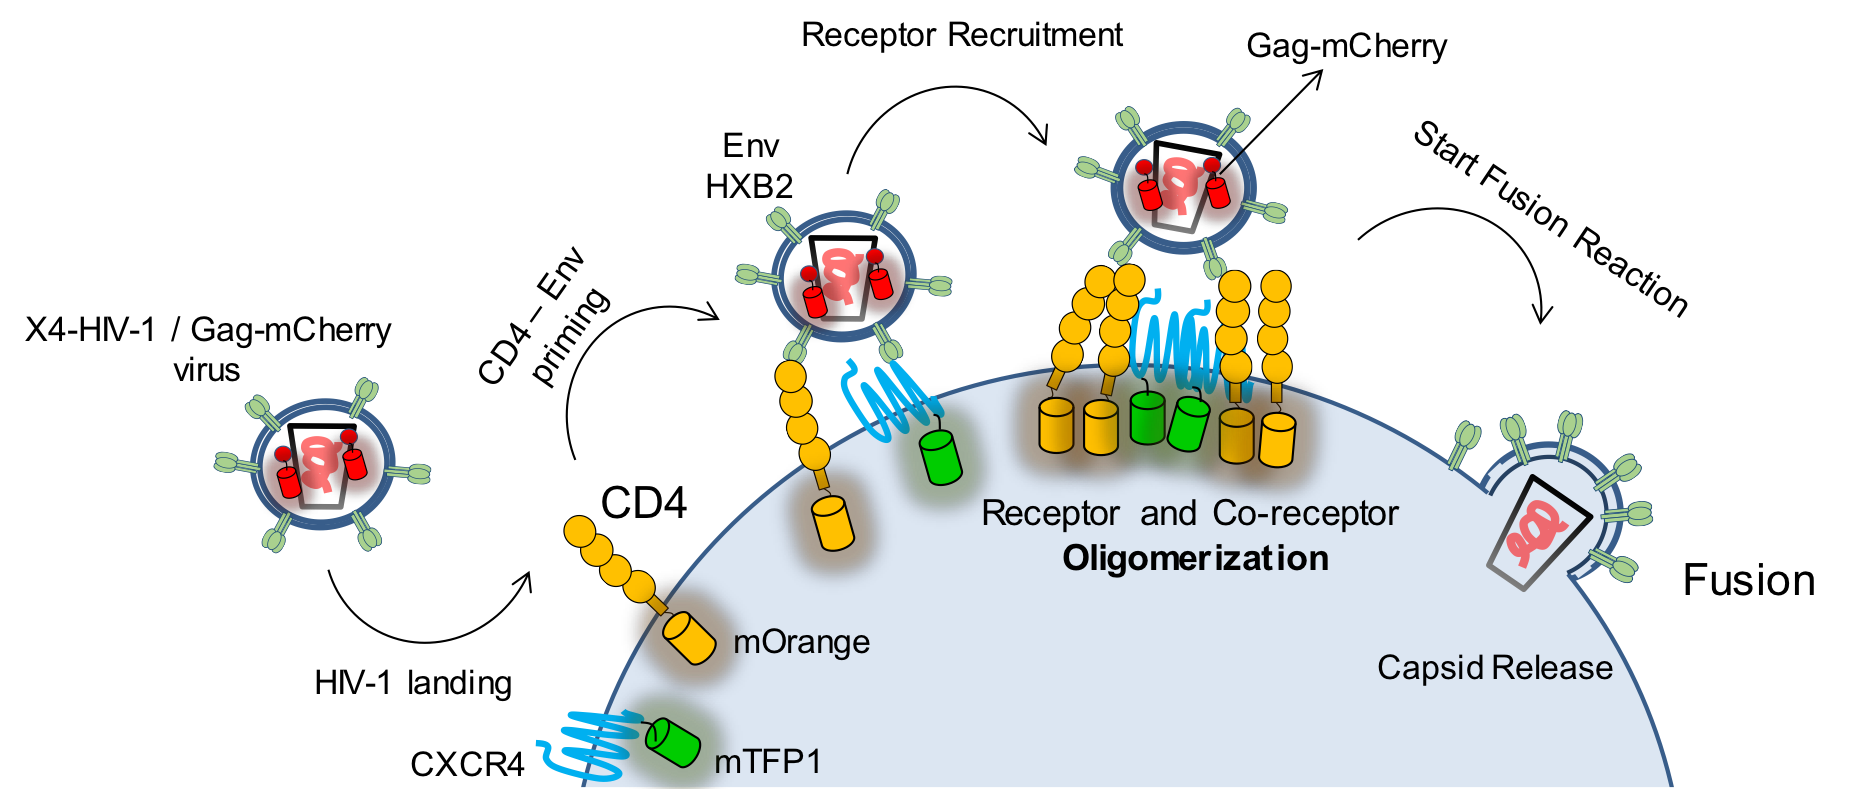 Receptor Recruitment
Gag-mCherry
Env
HXB2
Start Fusion Reaction
CD4 – Env
priming
X4-HIV-1 / Gag-mCherry
virus
CD4
Receptor and Co-receptor
Oligomerization
Fusion
mOrange
Capsid Release
HIV-1 landing
CXCR4
mTFP1